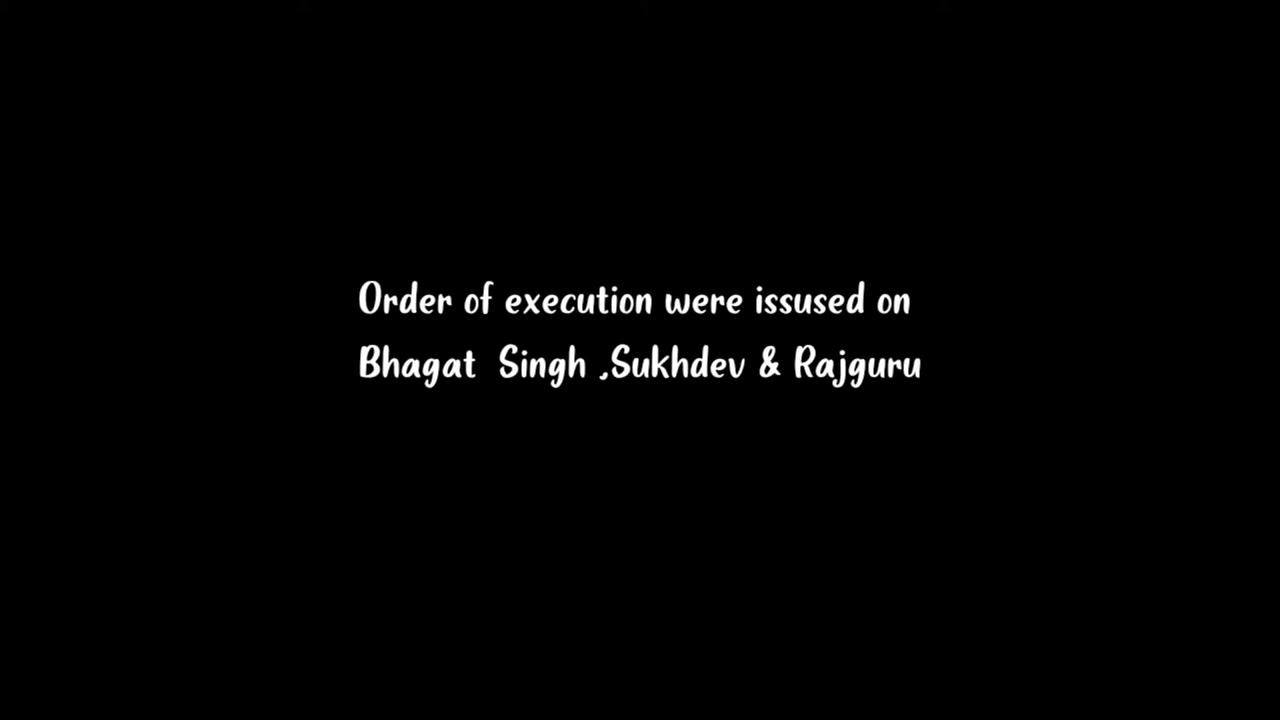 Order of execution were issused on
Bhagat  Singh ,Sukhdev & Rajguru